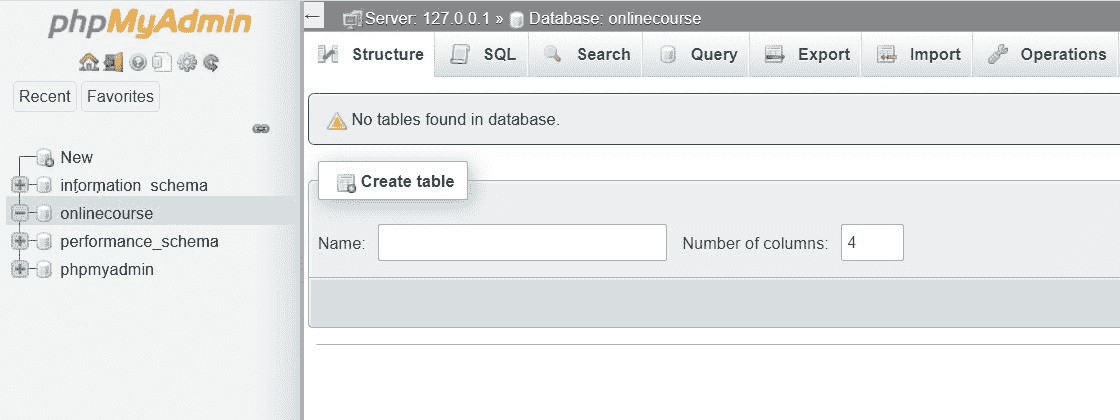 phpMyAdmin
Recent Favorites
New
information_schema
onlinecourse
performance_schema
phpmyadmin
← Server: 127.0.0.1 » Database: onlinecourse
Structure SQL Search Query Export Import Operations
No tables found in database.
Create table
Name: Number of columns: 4